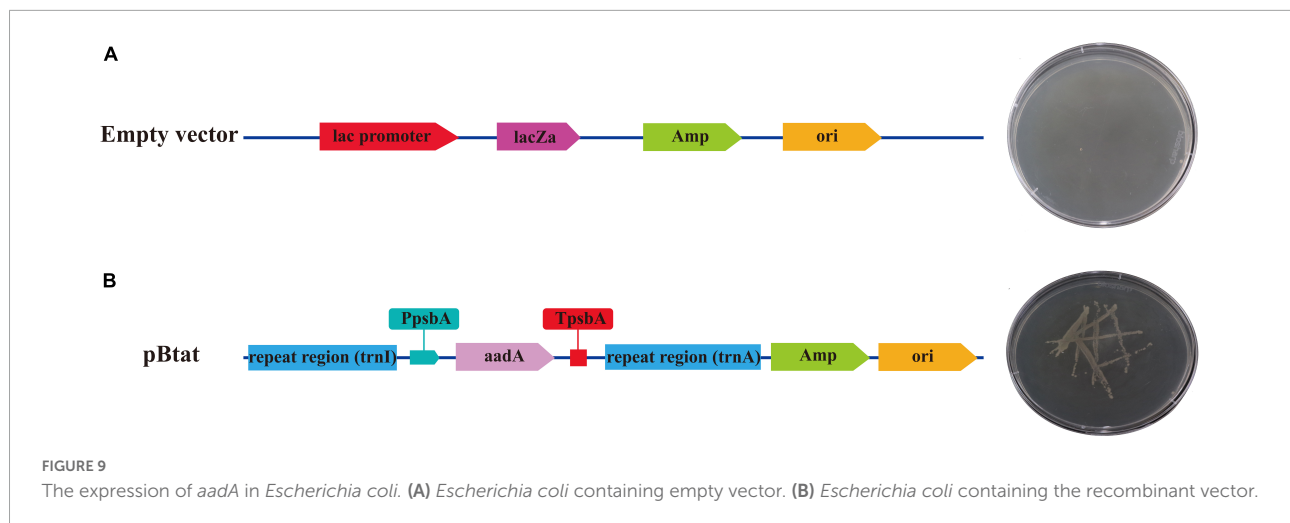 A
Empty vector
lac promoter
lacZa
Amp
ori
B
PpsbA
TpsbA
pBtat
repeat region (trnI)
aadA
repeat region (trnA)
Amp
ori
FIGURE 9
The expression of aadA in Escherichia coli. (A) Escherichia coli containing empty vector. (B) Escherichia coli containing the recombinant vector.